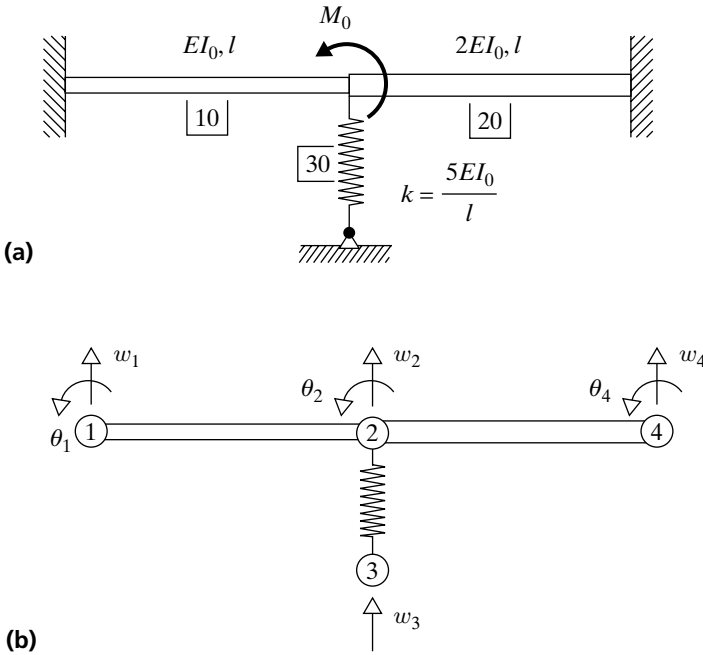 M₀
EI₀, l
2EI₀, l
10
20
30
k = 5EI₀/l
(a)
w₁
w₂
w₄
θ₁
θ₂
θ₄
1
2
4
3
w₃
(b)